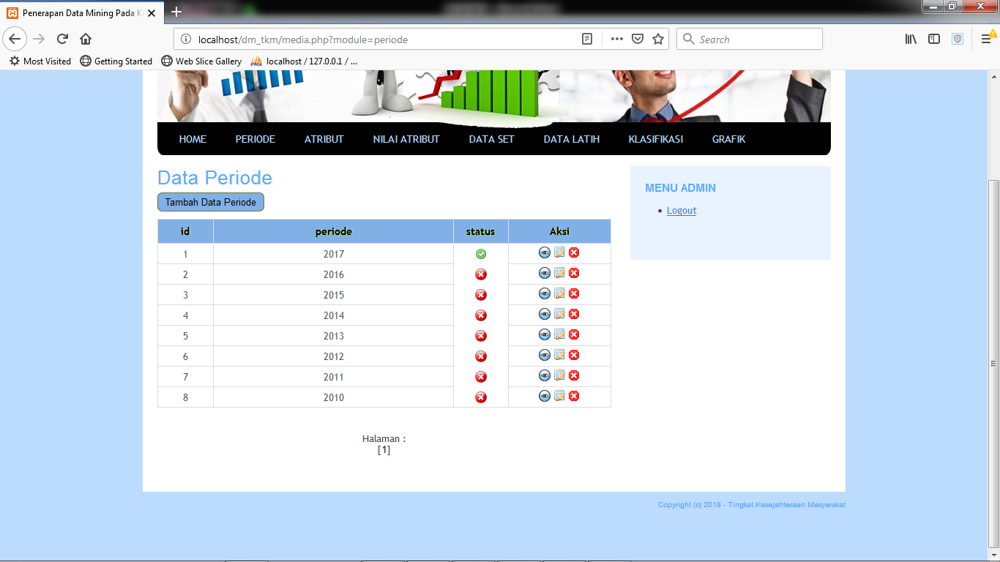 Penerapan Data Mining Pada
localhost/dm_tkm/media.php?module=periode
Search
Most Visited
Getting Started
Web Slice Gallery
localhost / 127.0.0.1 / ...
HOME PERIODE ATRIBUT NILAI ATRIBUT DATA SET DATA LATIH KLASIFIKASI GRAFIK
Data Periode
Tambah Data Periode
id periode status Aksi
1 2017
2 2016
3 2015
4 2014
5 2013
6 2012
7 2011
8 2010
Halaman :
[1]
MENU ADMIN
Logout
Copyright (c) 2018 - Tingkat Kesejahteraan Masyarakat